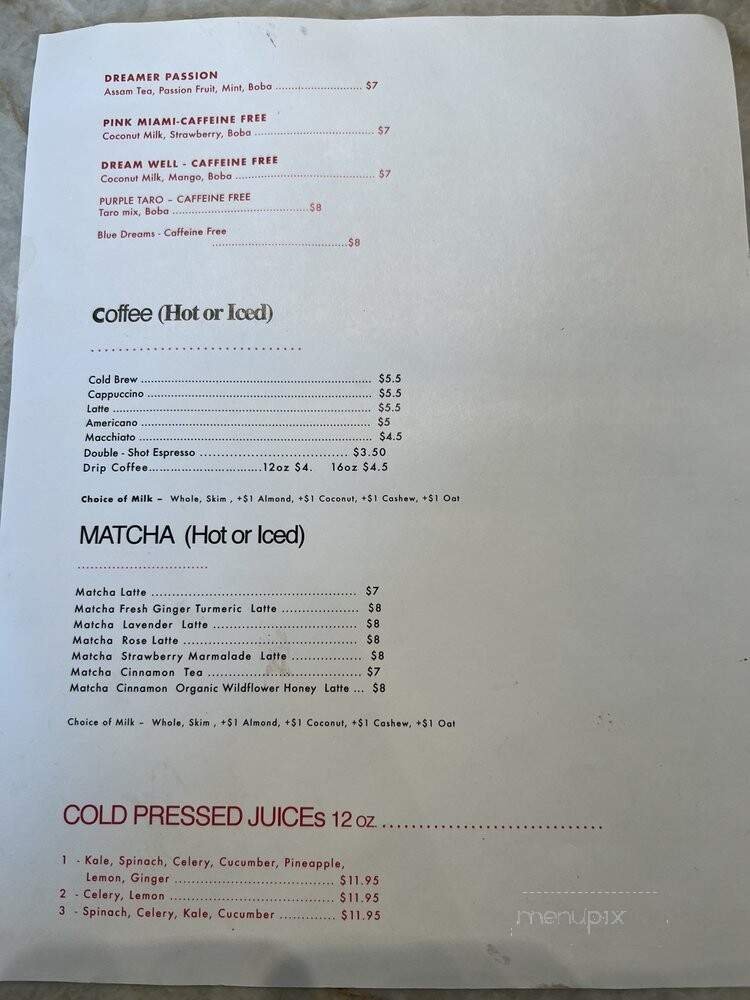 DREAMER PASSION
Assam Tea, Passion Fruit, Mint, Boba ............................. $7
PINK MIAMI-CAFFEINE FREE
Coconut Milk, Strawberry, Boba ........................................ $7
DREAM WELL - CAFFEINE FREE
Coconut Milk, Mango, Boba ............................................... $7
PURPLE TARO – CAFFEINE FREE
Taro mix, Boba .......................................$8
Blue Dreams - Caffeine Free
.......................................$8
Coffee (Hot or Iced)
...............................
Cold Brew ........................................................................ $5.5
Cappuccino ...................................................................... $5.5
Latte ................................................................................ $5.5
Americano ........................................................................ $5
Macchiato ........................................................................ $4.5
Double - Shot Espresso .................................. $3.50
Drip Coffee...............................12oz $4. 16oz $4.5
Choice of Milk – Whole, Skim , +$1 Almond, +$1 Coconut, +$1 Cashew, +$1 Oat
MATCHA (Hot or Iced)
..............................
Matcha Latte ................................................ $7
Matcha Fresh Ginger Turmeric Latte .................. $8
Matcha Lavender Latte .................................. $8
Matcha Rose Latte ........................................ $8
Matcha Strawberry Marmalade Latte ................ $8
Matcha Cinnamon Tea .................................... $7
Matcha Cinnamon Organic Wildflower Honey Latte ... $8
Choice of Milk – Whole, Skim , +$1 Almond, +$1 Coconut, +$1 Cashew, +$1 Oat
COLD PRESSED JUICEs 12 oz. ..............................
1 - Kale, Spinach, Celery, Cucumber, Pineapple,
Lemon, Ginger .................................... $11.95
2 - Celery, Lemon ..................................... $11.95
3 - Spinach, Celery, Kale, Cucumber ............ $11.95
menupix